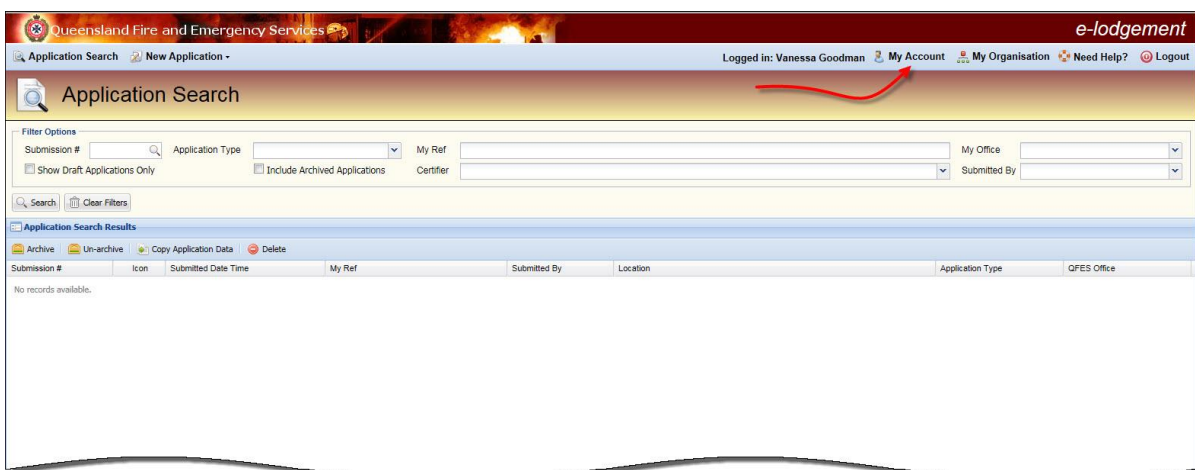 Queensland Fire and Emergency Services e-lodgement
Application Search New Application Logged in: Vanessa Goodman My Account My Organisation Need Help? Logout
Application Search
Filter Options
Submission # Application Type My Ref My Office
Show Draft Applications Only Include Archived Applications Certifier Submitted By
Search Clear Filters
Application Search Results
Archive Un-archive Copy Application Data Delete
Submission # Icon Submitted Date Time My Ref Submitted By Location Application Type QFES Office
No records available.